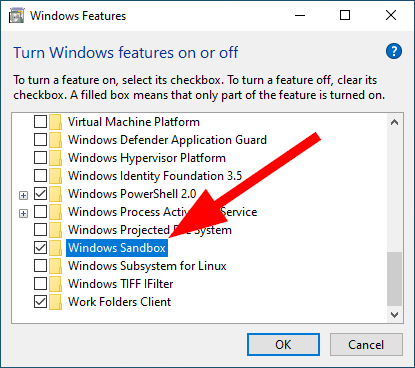 Windows Features
Turn Windows features on or off
To turn a feature on, select its checkbox. To turn a feature off, clear its
checkbox. A filled box means that only part of the feature is turned on.
Virtual Machine Platform
Windows Defender Application Guard
Windows Hypervisor Platform
Windows Identity Foundation 3.5
Windows PowerShell 2.0
Windows Process Activation Service
Windows Projected File System
Windows Sandbox
Windows Subsystem for Linux
Windows TIFF IFilter
Work Folders Client
OK
Cancel